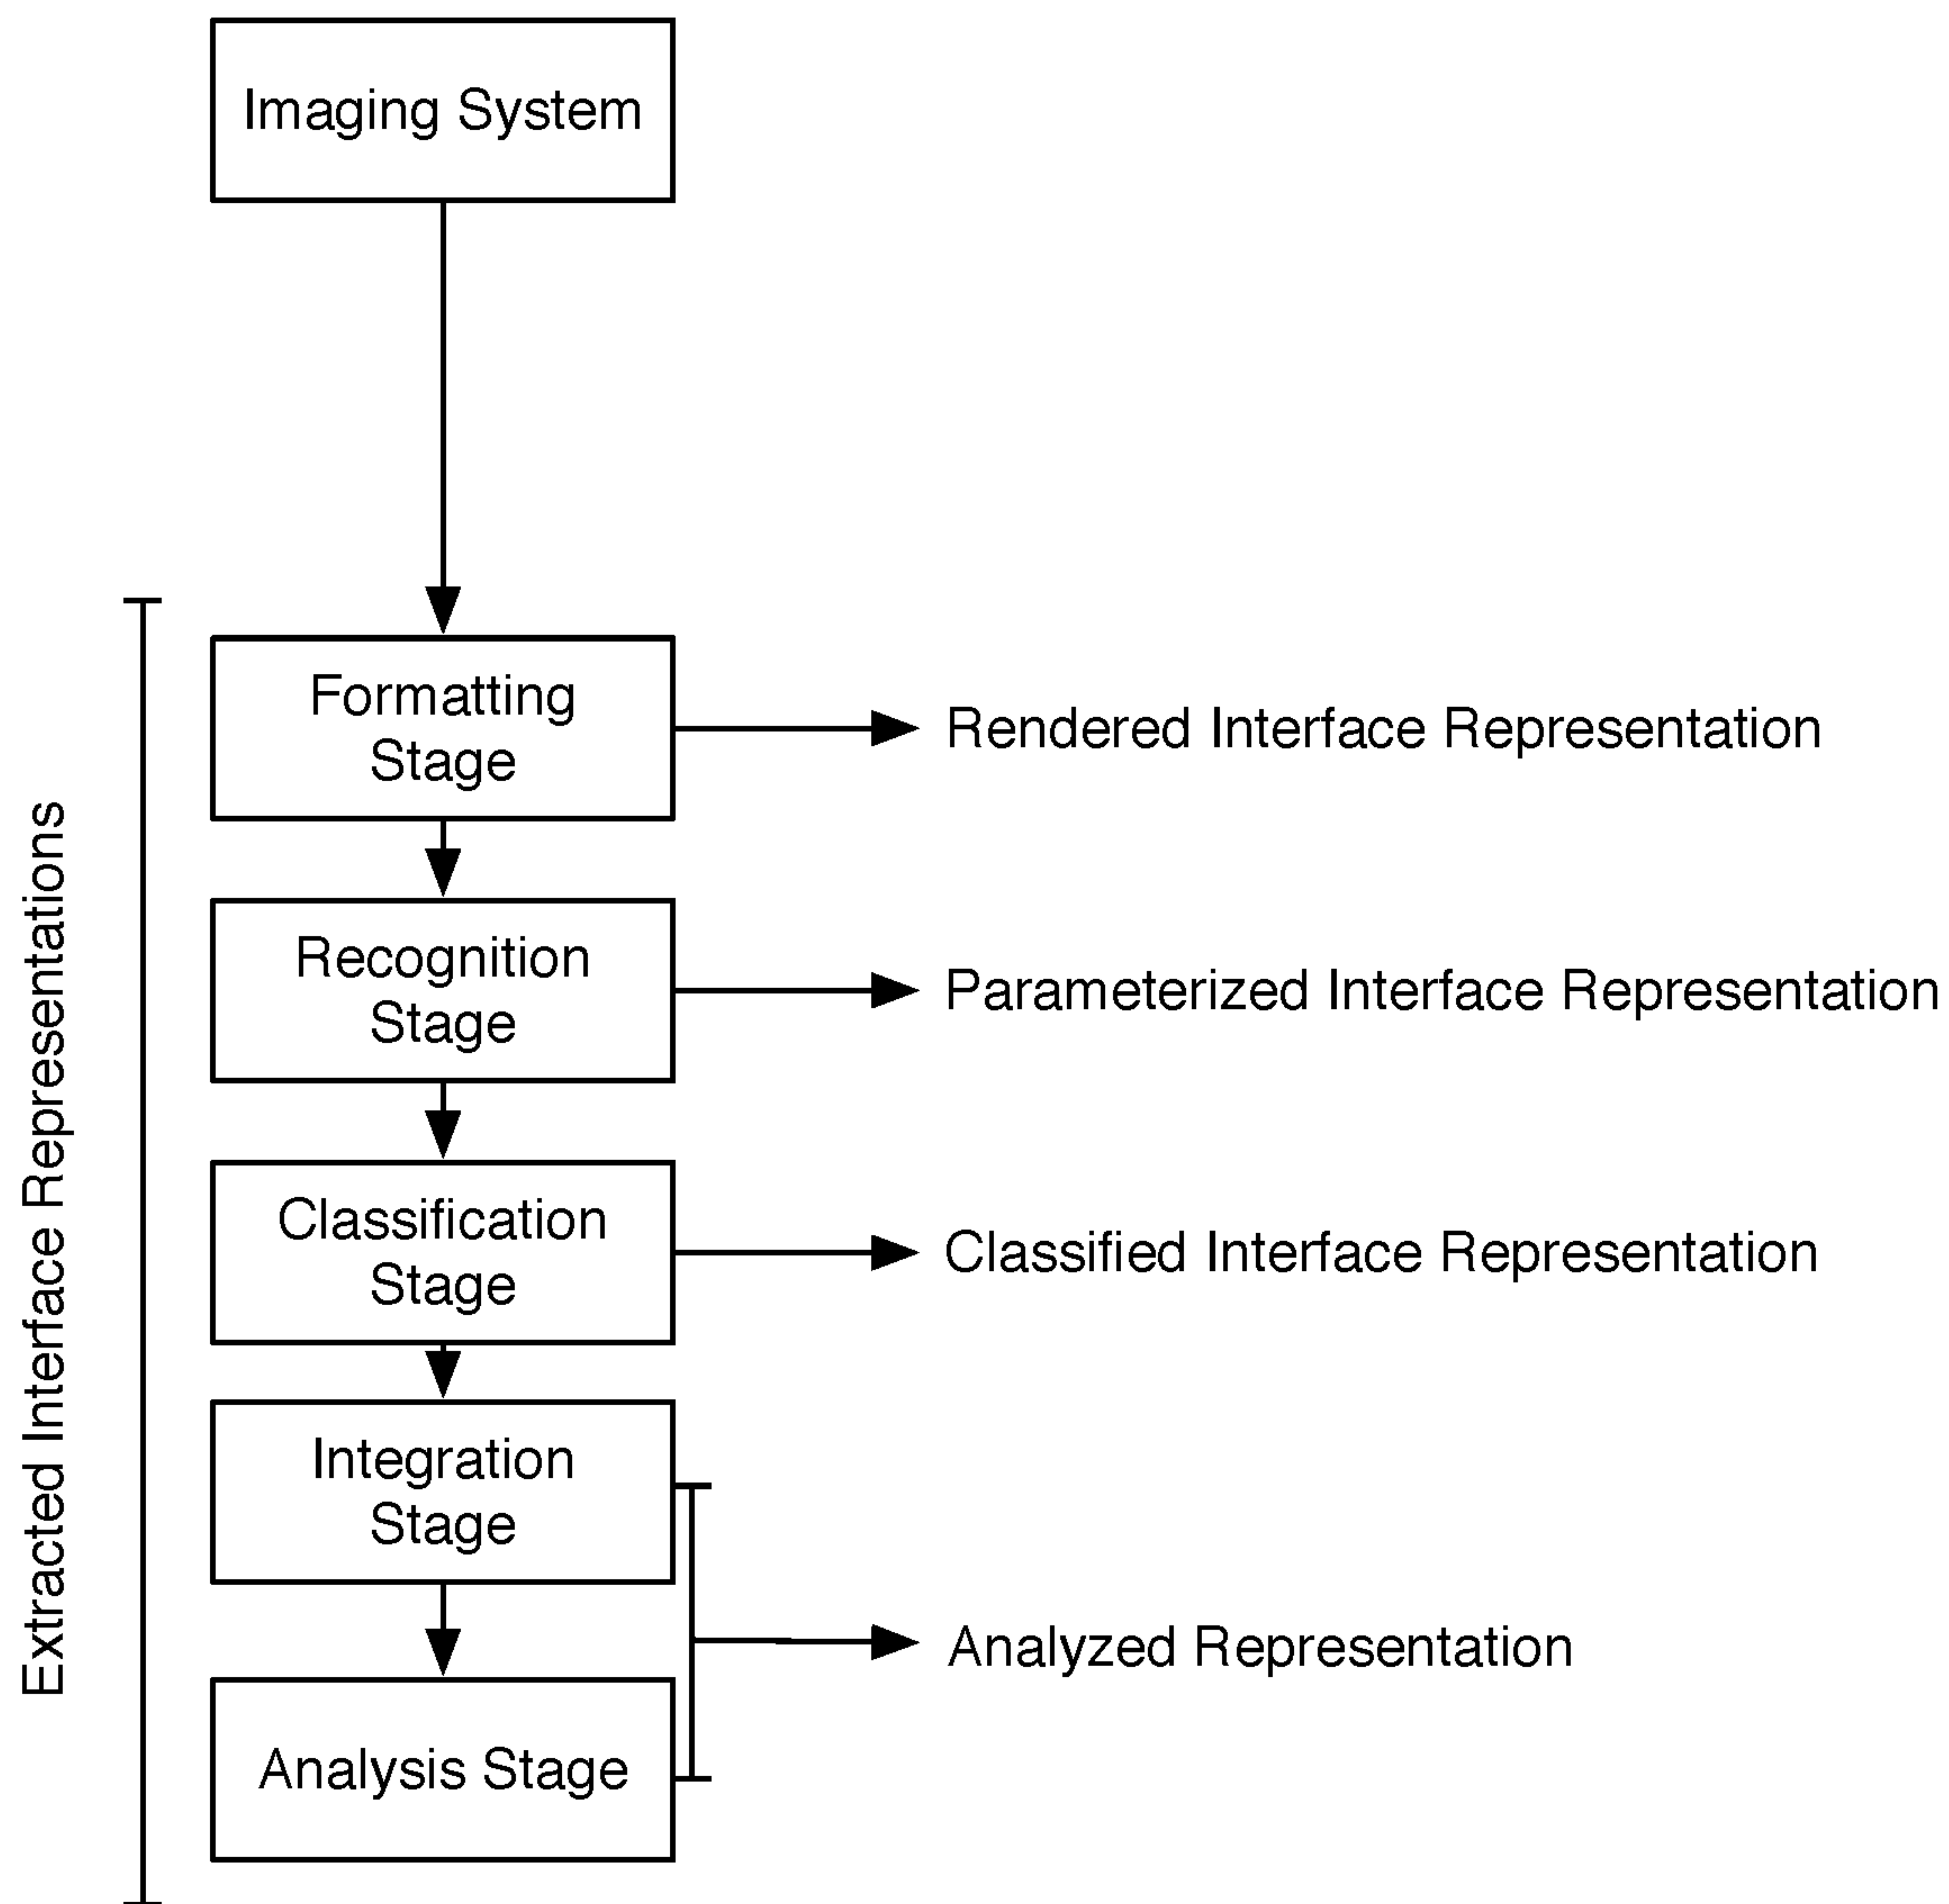 Imaging System
Formatting
Stage
Rendered Interface Representation
Recognition
Stage
Parameterized Interface Representation
Classification
Stage
Classified Interface Representation
Integration
Stage
Analyzed Representation
Analysis Stage
Extracted Interface Representations